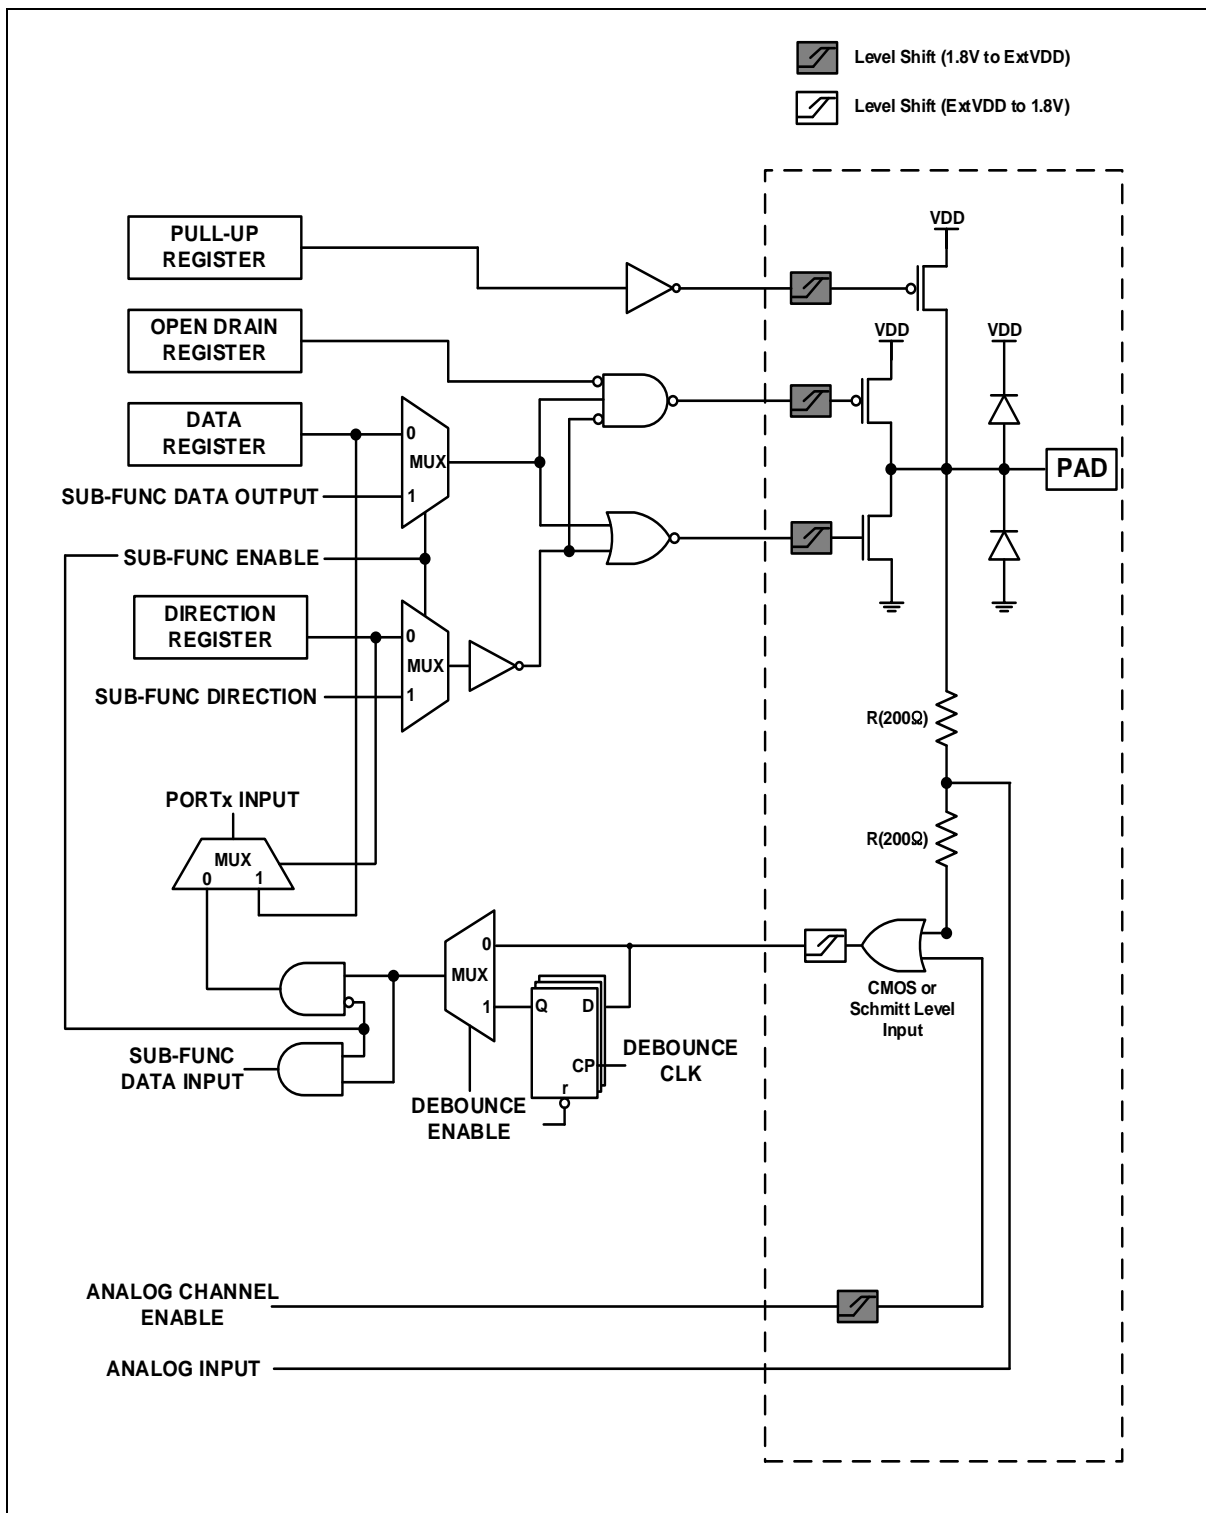 Level Shift (1.8V to ExtVDD)
Level Shift (ExtVDD to 1.8V)
VDD
PULL-UP
REGISTER
OPEN DRAIN
REGISTER
VDD
VDD
DATA
REGISTER
0
MUX
1
PAD
SUB-FUNC DATA OUTPUT
SUB-FUNC ENABLE
DIRECTION
REGISTER
0
MUX
1
SUB-FUNC DIRECTION
R(200Ω)
PORTx INPUT
MUX
0
1
R(200Ω)
0
MUX
1
Q
D
CP
r
CMOS or
Schmitt Level
Input
SUB-FUNC
DATA INPUT
DEBOUNCE
CLK
DEBOUNCE
ENABLE
ANALOG CHANNEL
ENABLE
ANALOG INPUT